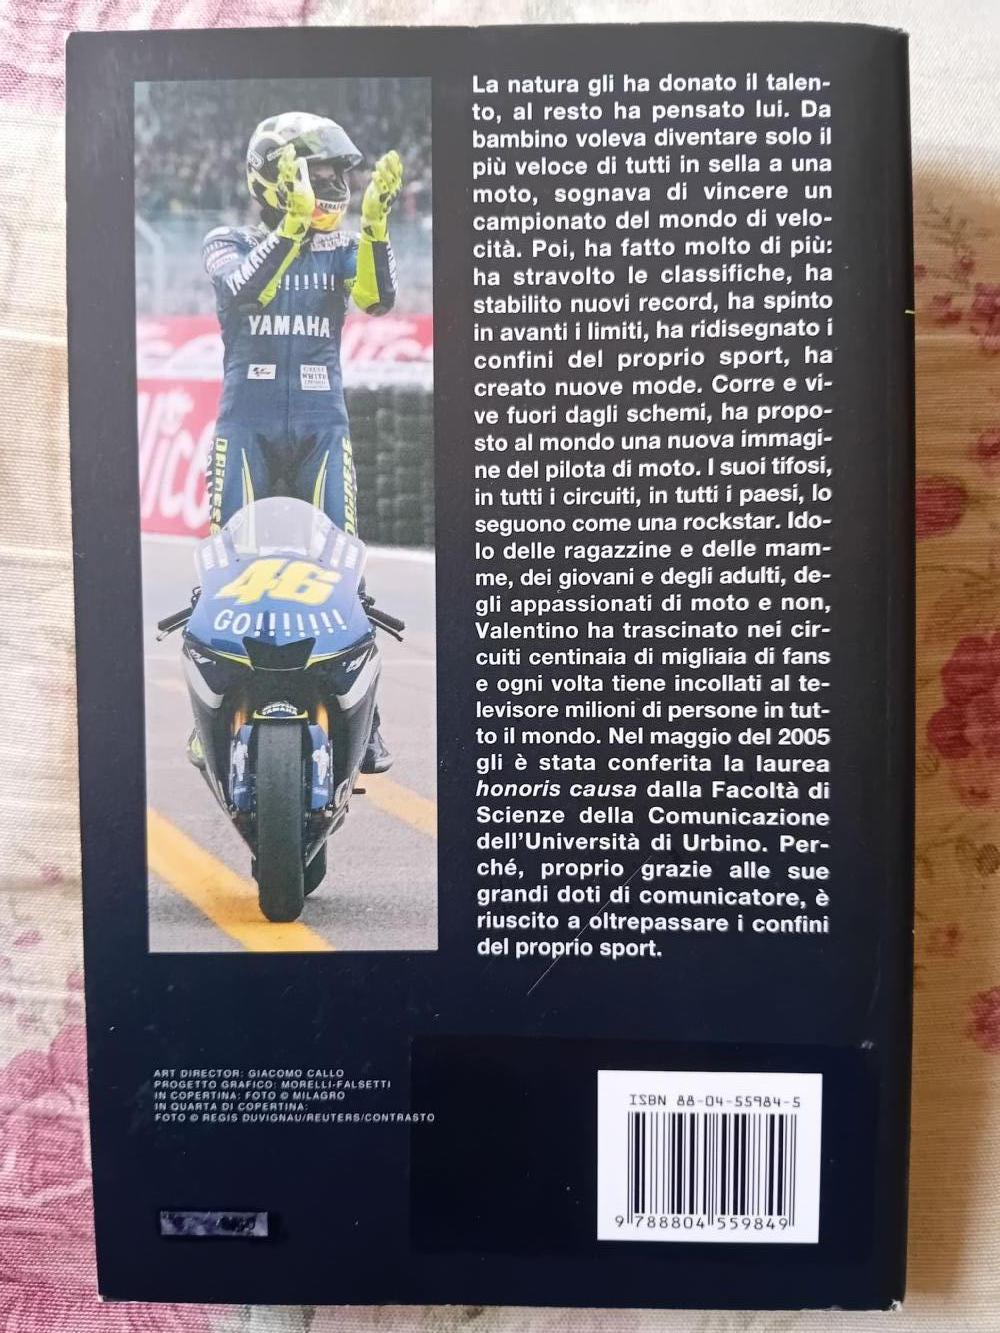 La natura gli ha donato il talen-
to, al resto ha pensato lui. Da
bambino voleva diventare solo il
più veloce di tutti in sella a una
moto, sognava di vincere un
campionato del mondo di velo-
cità. Poi, ha fatto molto di più:
ha stravolto le classifiche, ha
stabilito nuovi record, ha spinto
in avanti i limiti, ha ridisegnato i
confini del proprio sport, ha
creato nuove mode. Corre e vi-
ve fuori dagli schemi, ha propo-
sto al mondo una nuova immagi-
ne del pilota di moto. I suoi tifosi,
in tutti i circuiti, in tutti i paesi, lo
seguono come una rockstar. Ido-
lo delle ragazzine e delle mam-
me, dei giovani e degli adulti, de-
gli appassionati di moto e non,
Valentino ha trascinato nei cir-
cuiti centinaia di migliaia di fans
e ogni volta tiene incollati al te-
levisore milioni di persone in tut-
to il mondo. Nel maggio del 2005
gli è stata conferita la laurea
honoris causa dalla Facoltà di
Scienze della Comunicazione
dell'Università di Urbino. Per-
ché, proprio grazie alle sue
grandi doti di comunicatore, è
riuscito a oltrepassare i confini
del proprio sport.
YAMAHA
YAMAHA
DAINESE
46
GO!!!!!!!
YAMAHA
ART DIRECTOR: GIACOMO CALLO
PROGETTO GRAFICO: MORELLI-FALSETTI
IN COPERTINA: FOTO © MILAGRO
IN QUARTA DI COPERTINA:
FOTO © REGIS DUVIGNAU/REUTERS/CONTRASTO
ISBN 88-04-55984-5
9 788804 559849